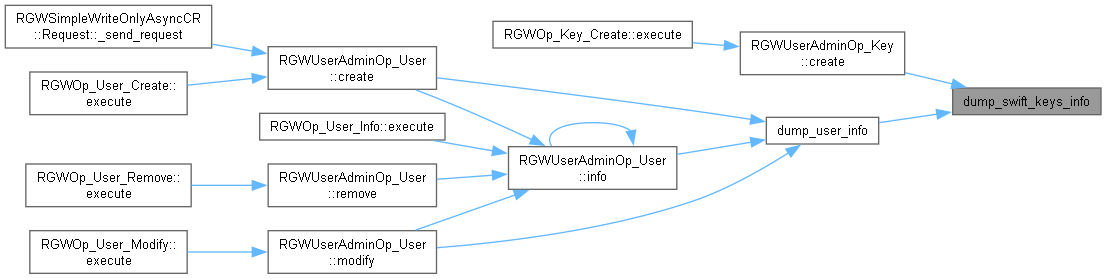 RGWSimpleWriteOnlyAsyncCR
::Request::_send_request
RGWOp_User_Create::
execute
RGWUserAdminOp_User
::create
RGWOp_Key_Create::execute
RGWUserAdminOp_Key
::create
dump_swift_keys_info
RGWOp_User_Info::execute
dump_user_info
RGWUserAdminOp_User
::info
RGWOp_User_Remove::
execute
RGWUserAdminOp_User
::remove
RGWOp_User_Modify::
execute
RGWUserAdminOp_User
::modify